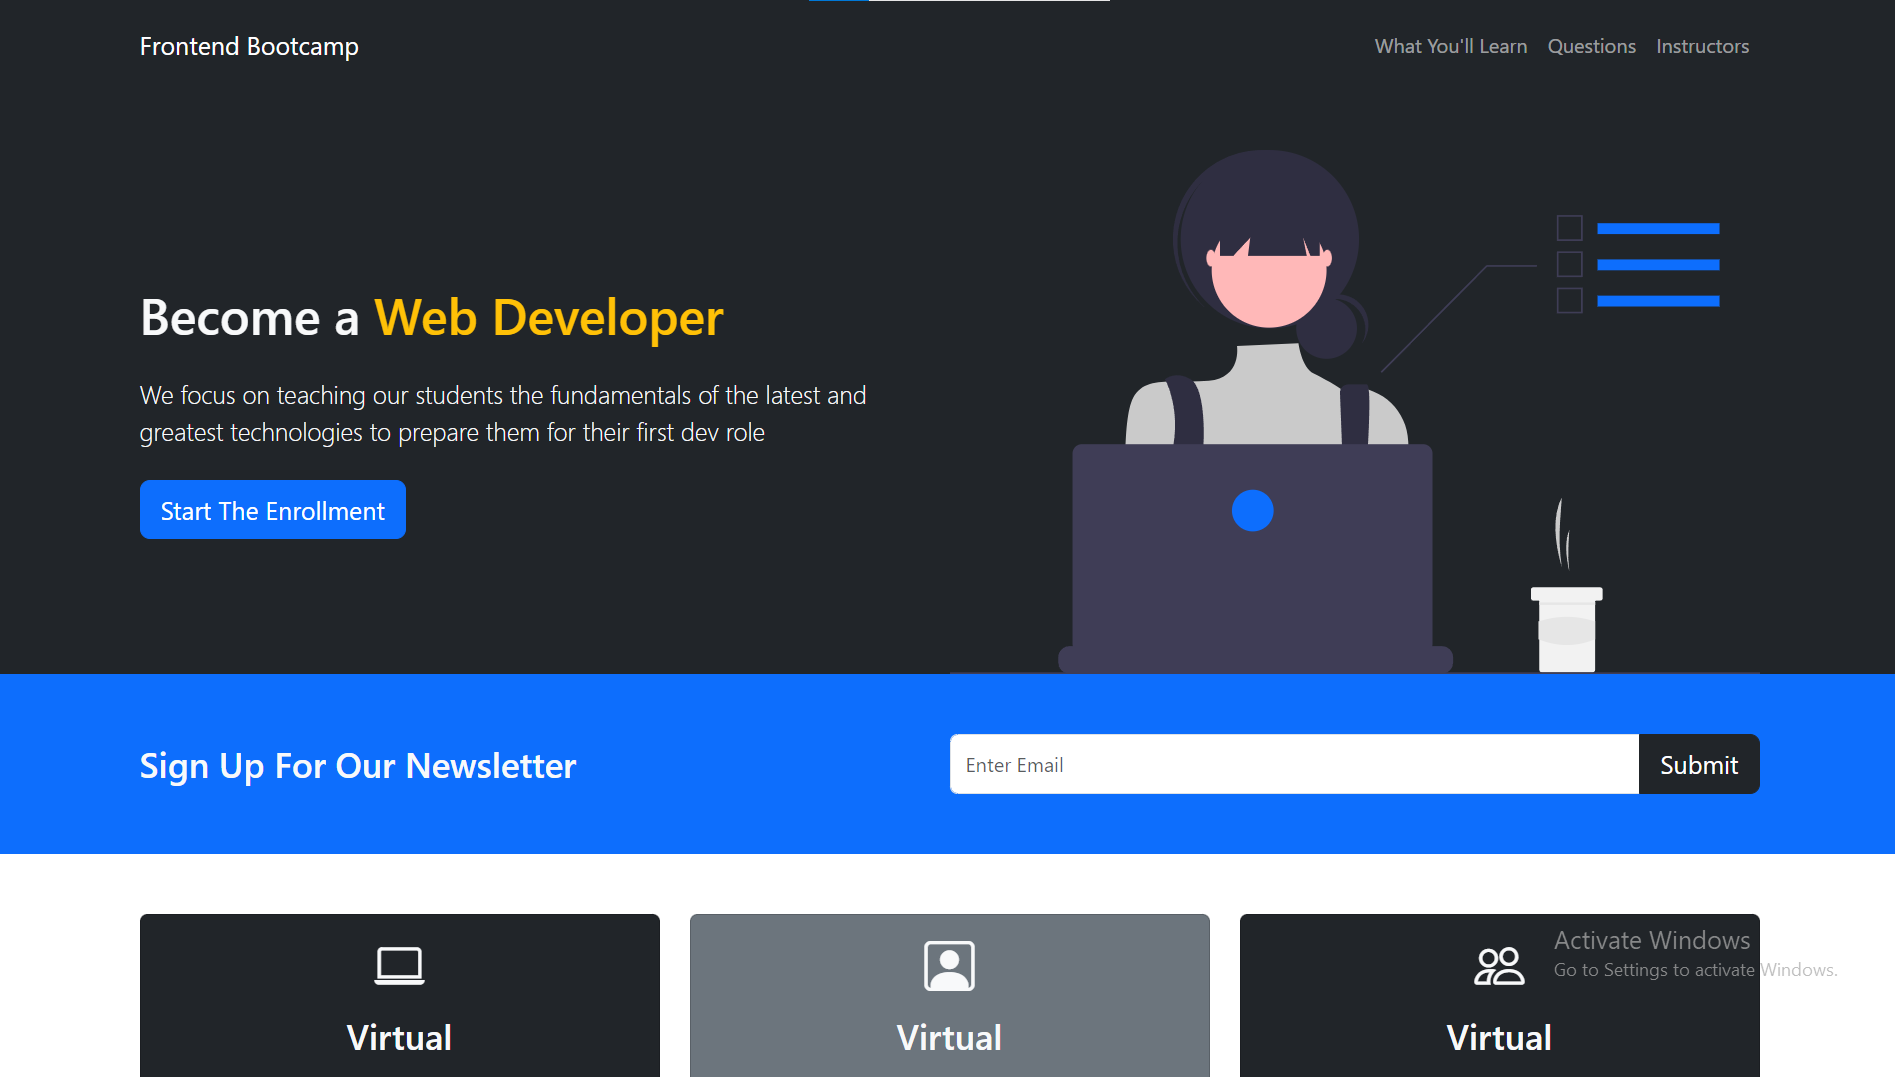 Frontend Bootcamp
What You'll Learn
Questions
Instructors
Become a Web Developer
We focus on teaching our students the fundamentals of the latest and
greatest technologies to prepare them for their first dev role
Start The Enrollment
Sign Up For Our Newsletter
Enter Email
Submit
Virtual
Virtual
Virtual
Activate Windows
Go to Settings to activate Windows.